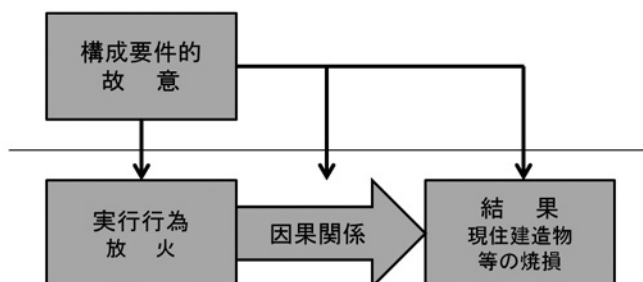 構成要件的
故　意
実行行為
放　火
因果関係
結　果
現住建造物
等の焼損